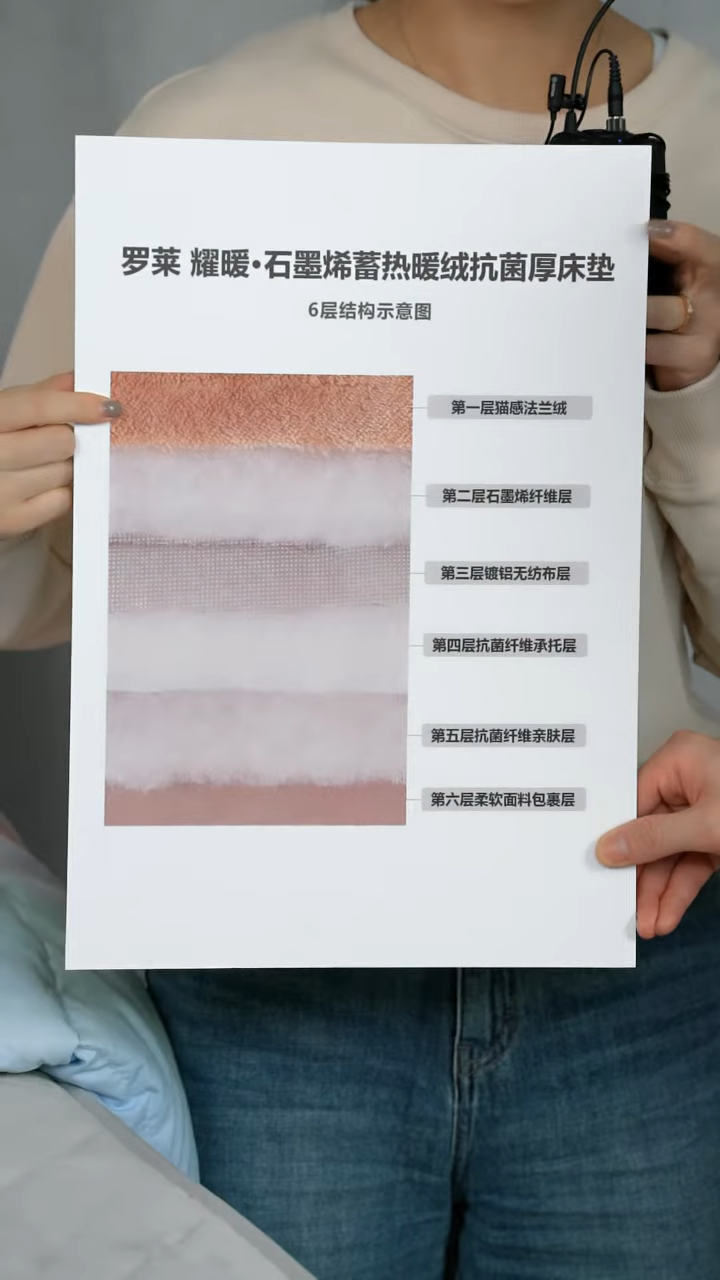 罗莱 耀暖·石墨烯蓄热暖绒抗菌厚床垫
6层结构示意图
第一层猫感法兰绒
第二层石墨烯纤维层
第三层镀铝无纺布层
第四层抗菌纤维承托层
第五层抗菌纤维亲肤层
第六层柔软面料包裹层